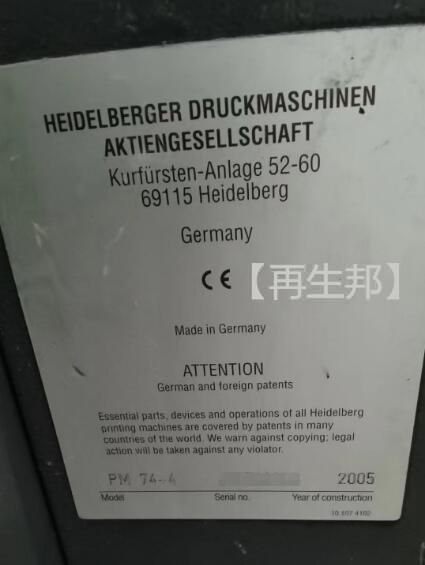 HEIDELBERGER DRUCKMASCHINEN
AKTIENGESELLSCHAFT
Kurfürsten-Anlage 52-60
69115 Heidelberg
Germany
CE
【再生邦】
Made in Germany
ATTENTION
German and foreign patents
Essential parts, devices and operations of all Heidelberg
printing machines are covered by patents in many
countries of the world. We warn against copying; legal
action will be taken against any violator.
PM 74-4 2005
Model Serial no. Year of construction